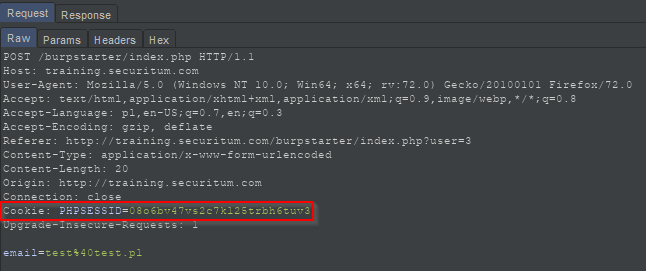 Request Response
Raw Params Headers Hex
POST /burpstarter/index.php HTTP/1.1
Host: training.securitum.com
User-Agent: Mozilla/5.0 (Windows NT 10.0; Win64; x64; rv:72.0) Gecko/20100101 Firefox/72.0
Accept: text/html,application/xhtml+xml,application/xml;q=0.9,image/webp,*/*;q=0.8
Accept-Language: pl,en-US;q=0.7,en;q=0.3
Accept-Encoding: gzip, deflate
Referer: http://training.securitum.com/burpstarter/index.php?user=3
Content-Type: application/x-www-form-urlencoded
Content-Length: 20
Origin: http://training.securitum.com
Connection: close
Cookie: PHPSESSID=08o6bv47vs2c7kl25trbh6tuv3
Upgrade-Insecure-Requests: 1
email=test%40test.pl